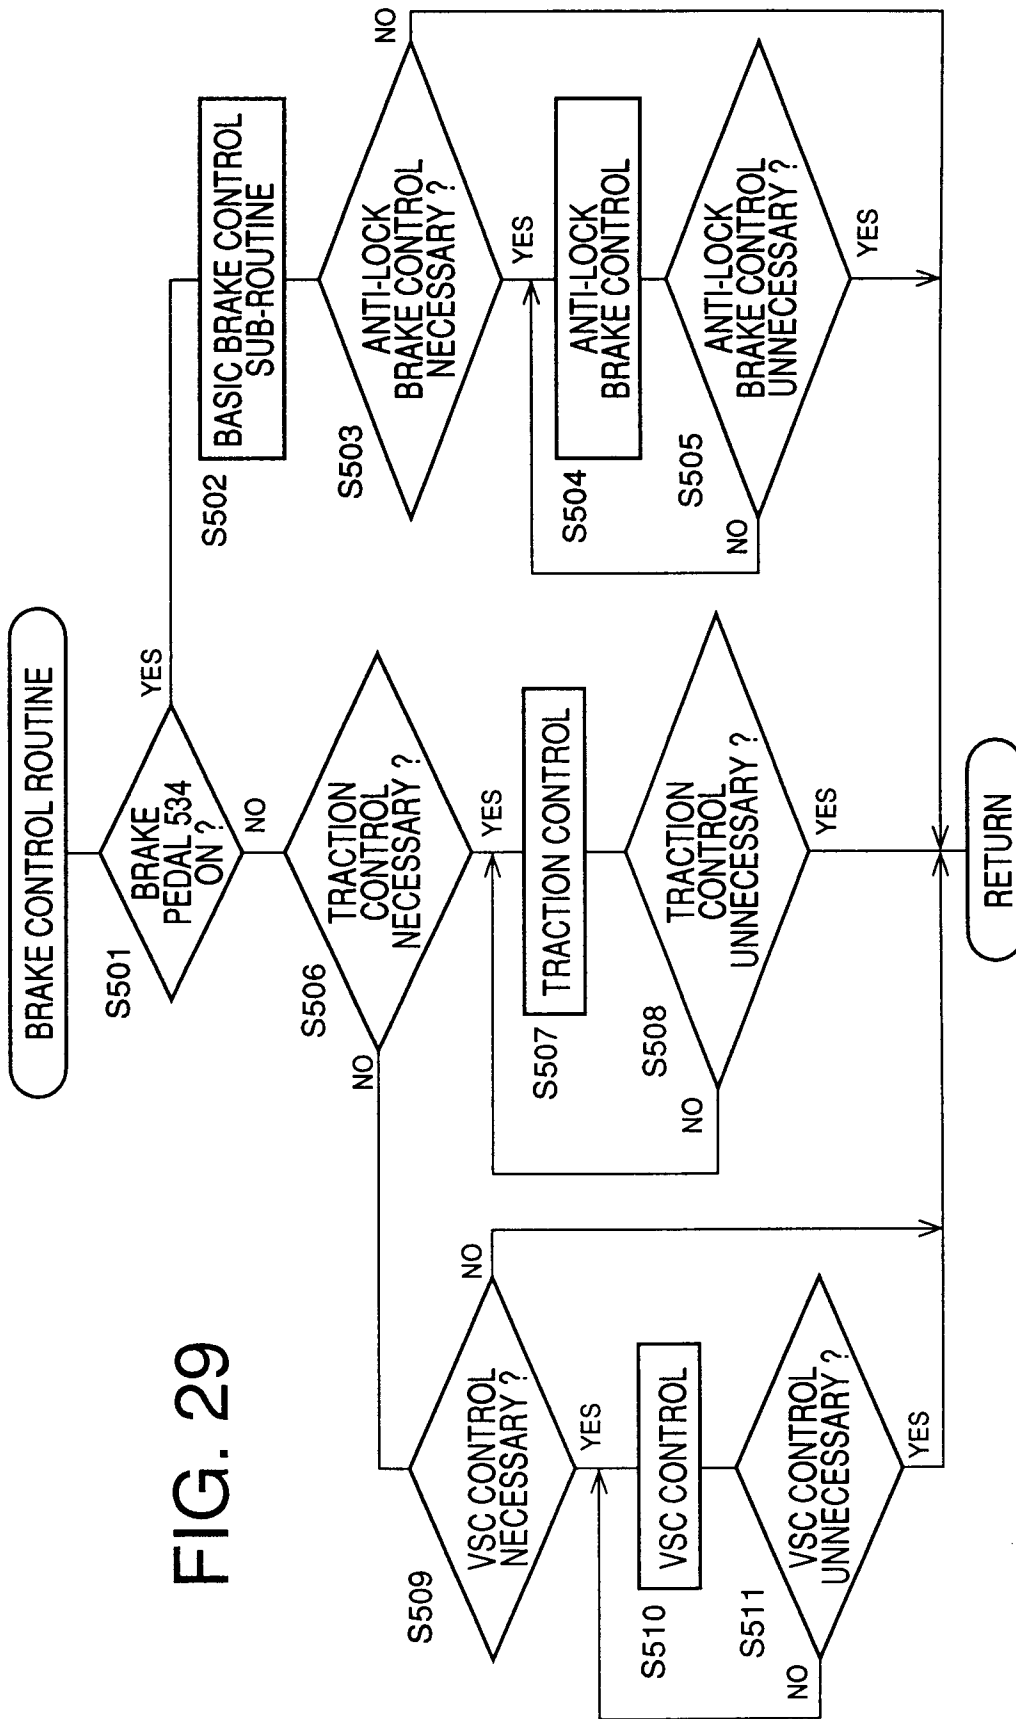 FIG. 29
BRAKE CONTROL ROUTINE
S501
BRAKE
PEDAL 534
ON ?
YES
NO
S502
BASIC BRAKE CONTROL
SUB-ROUTINE
S503
ANTI-LOCK
BRAKE CONTROL
NECESSARY ?
NO
YES
S504
ANTI-LOCK
BRAKE CONTROL
S505
ANTI-LOCK
BRAKE CONTROL
UNNECESSARY ?
NO
YES
S506
TRACTION
CONTROL
NECESSARY ?
NO
YES
S507
TRACTION CONTROL
S508
TRACTION
CONTROL
UNNECESSARY ?
NO
YES
S509
VSC CONTROL
NECESSARY ?
NO
YES
S510
VSC CONTROL
S511
VSC CONTROL
UNNECESSARY ?
NO
YES
RETURN